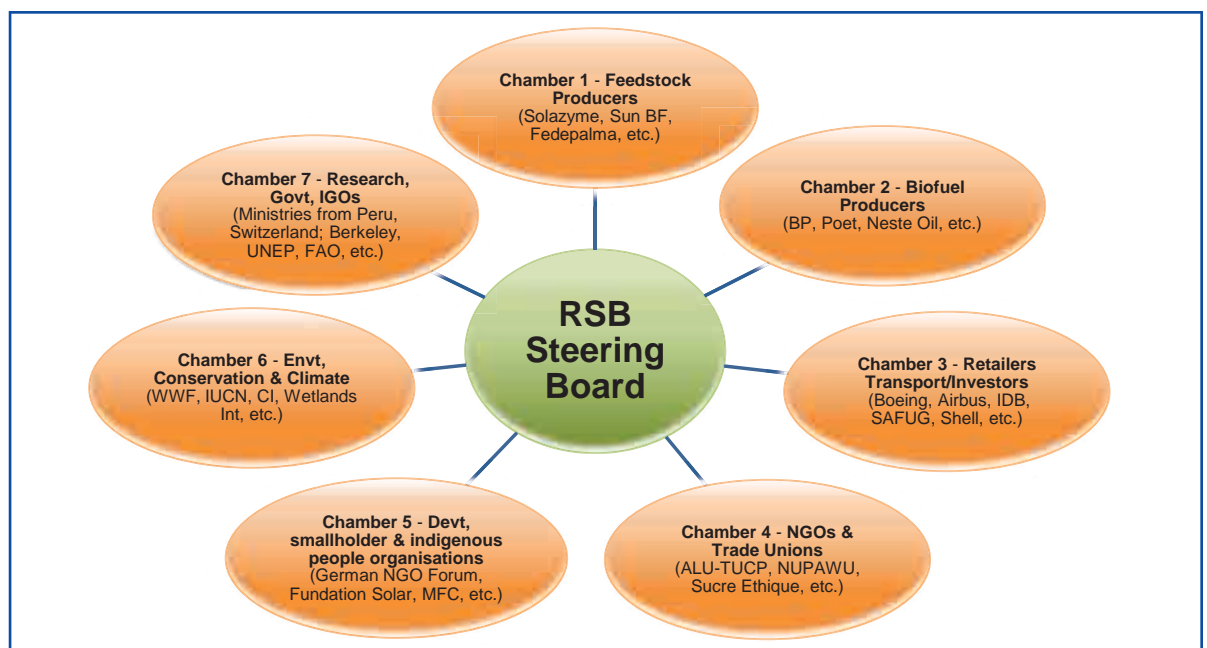 Chamber 1 - Feedstock
Producers
(Solazyme, Sun BF,
Fedepalma, etc.)
Chamber 2 - Biofuel
Producers
(BP, Poet, Neste Oil, etc.)
Chamber 3 - Retailers
Transport/Investors
(Boeing, Airbus, IDB,
SAFUG, Shell, etc.)
Chamber 4 - NGOs &
Trade Unions
(ALU-TUCP, NUPAWU,
Sucre Ethique, etc.)
Chamber 5 - Devt,
smallholder & indigenous
people organisations
(German NGO Forum,
Fundation Solar, MFC, etc.)
Chamber 6 - Envt,
Conservation & Climate
(WWF, IUCN, CI, Wetlands
Int, etc.)
Chamber 7 - Research,
Govt, IGOs
(Ministries from Peru,
Switzerland; Berkeley,
UNEP, FAO, etc.)
RSB
Steering
Board